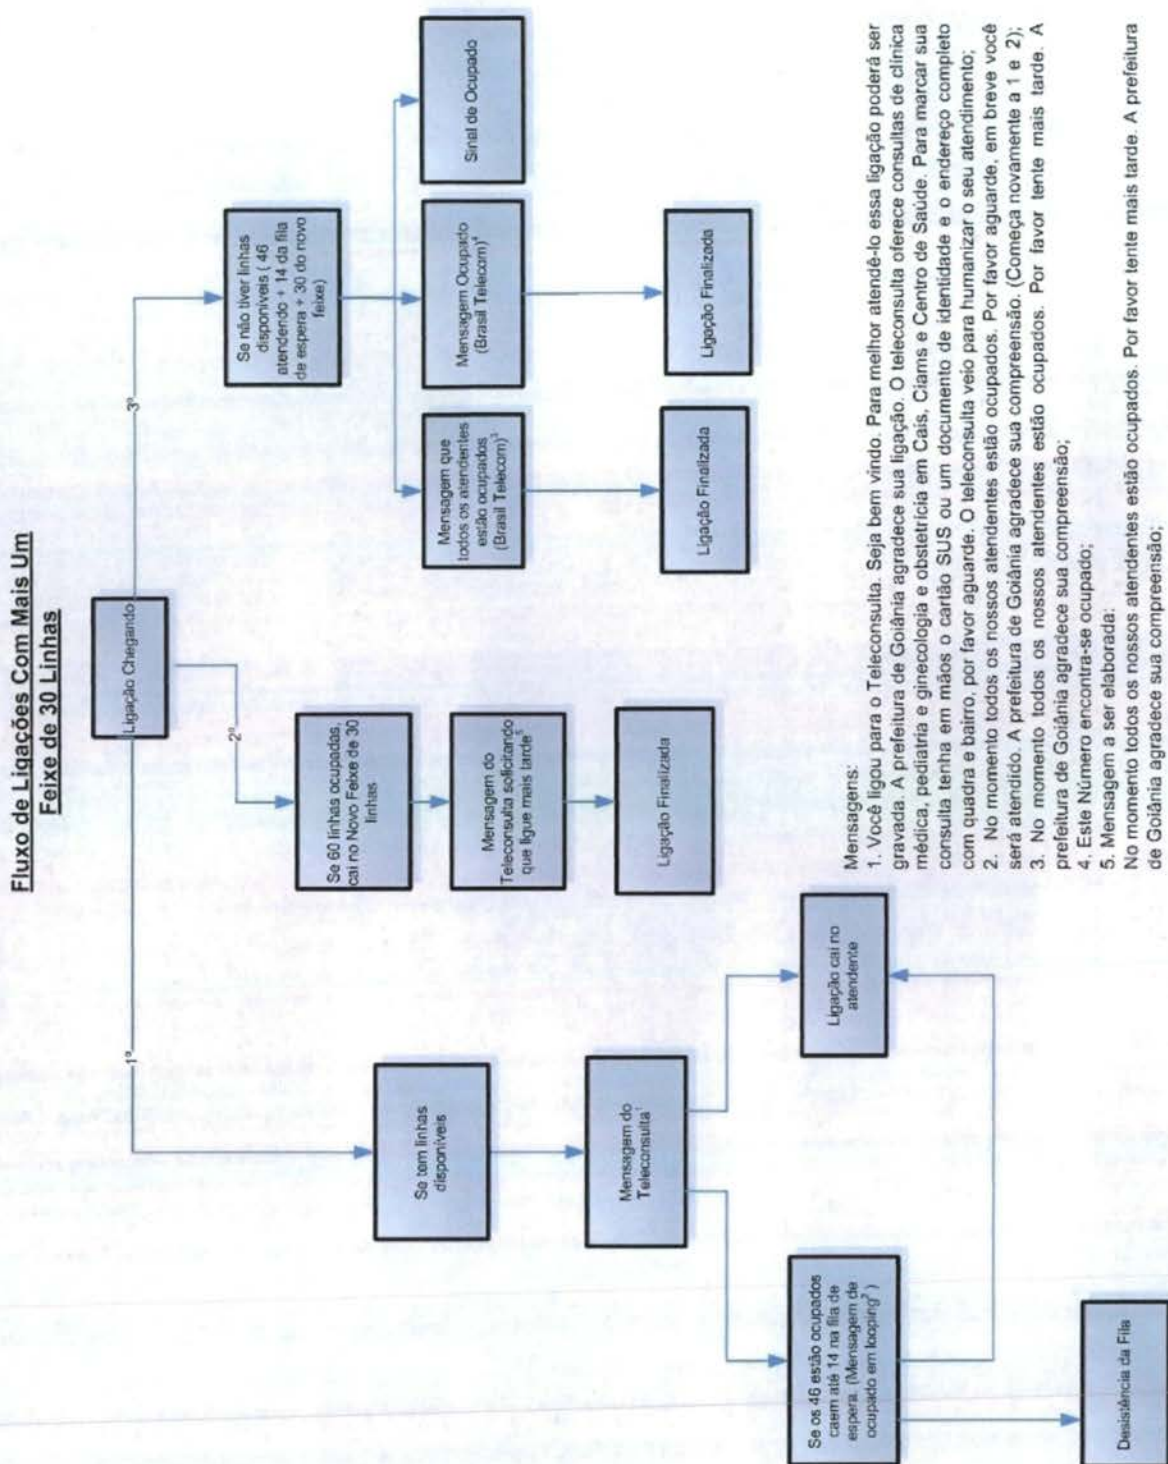 Fluxo de Ligações Com Mais Um
Feixe de 30 Linhas
Ligação Chegando
1º
2º
3º
Se tem linhas
disponíveis
Mensagem do
Teleconsulta¹
Se os 46 estão ocupados
caem até 14 na fila de
espera. (Mensagem de
ocupado em looping² )
Ligação cai no
atendente
Desistência da Fila
Se 60 linhas ocupadas,
cai no Novo Feixe de 30
linhas
Mensagem do
Teleconsulta sollicitando
que ligue mais tarde⁵
Ligação Finalizada
Se não tiver linhas
disponíveis ( 46
atendendo + 14 da fila
de espera + 30 do novo
feixe)
Mensagem que
todos os atendentes
estão ocupados
(Brasil Telecom)³
Mensagem Ocupado
(Brasil Telecom)⁴
Sinal de Ocupado
Ligação Finalizada
Ligação Finalizada
Mensagens:
1. Você ligou para o Teleconsulta. Seja bem vindo. Para melhor atendê-lo essa ligação poderá ser
gravada. A prefeitura de Goiânia agradece sua ligação. O teleconsulta oferece consultas de clínica
médica, pediatria e ginecologia e obstetrícia em Cais, Ciams e Centro de Saúde. Para marcar sua
consulta tenha em mãos o cartão SUS ou um documento de identidade e o endereço completo
com quadra e bairro, por favor aguarde. O teleconsulta veio para humanizar o seu atendimento;
2. No momento todos os nossos atendentes estão ocupados. Por favor aguarde, em breve você
será atendido. A prefeitura de Goiânia agradece sua compreensão. (Começa novamente a 1 e 2);
3. No momento todos os nossos atendentes estão ocupados. Por favor tente mais tarde. A
prefeitura de Goiânia agradece sua compreensão;
4. Este Número encontra-se ocupado;
5. Mensagem a ser elaborada:
No momento todos os nossos atendentes estão ocupados. Por favor tente mais tarde. A prefeitura
de Goiânia agradece sua compreensão;